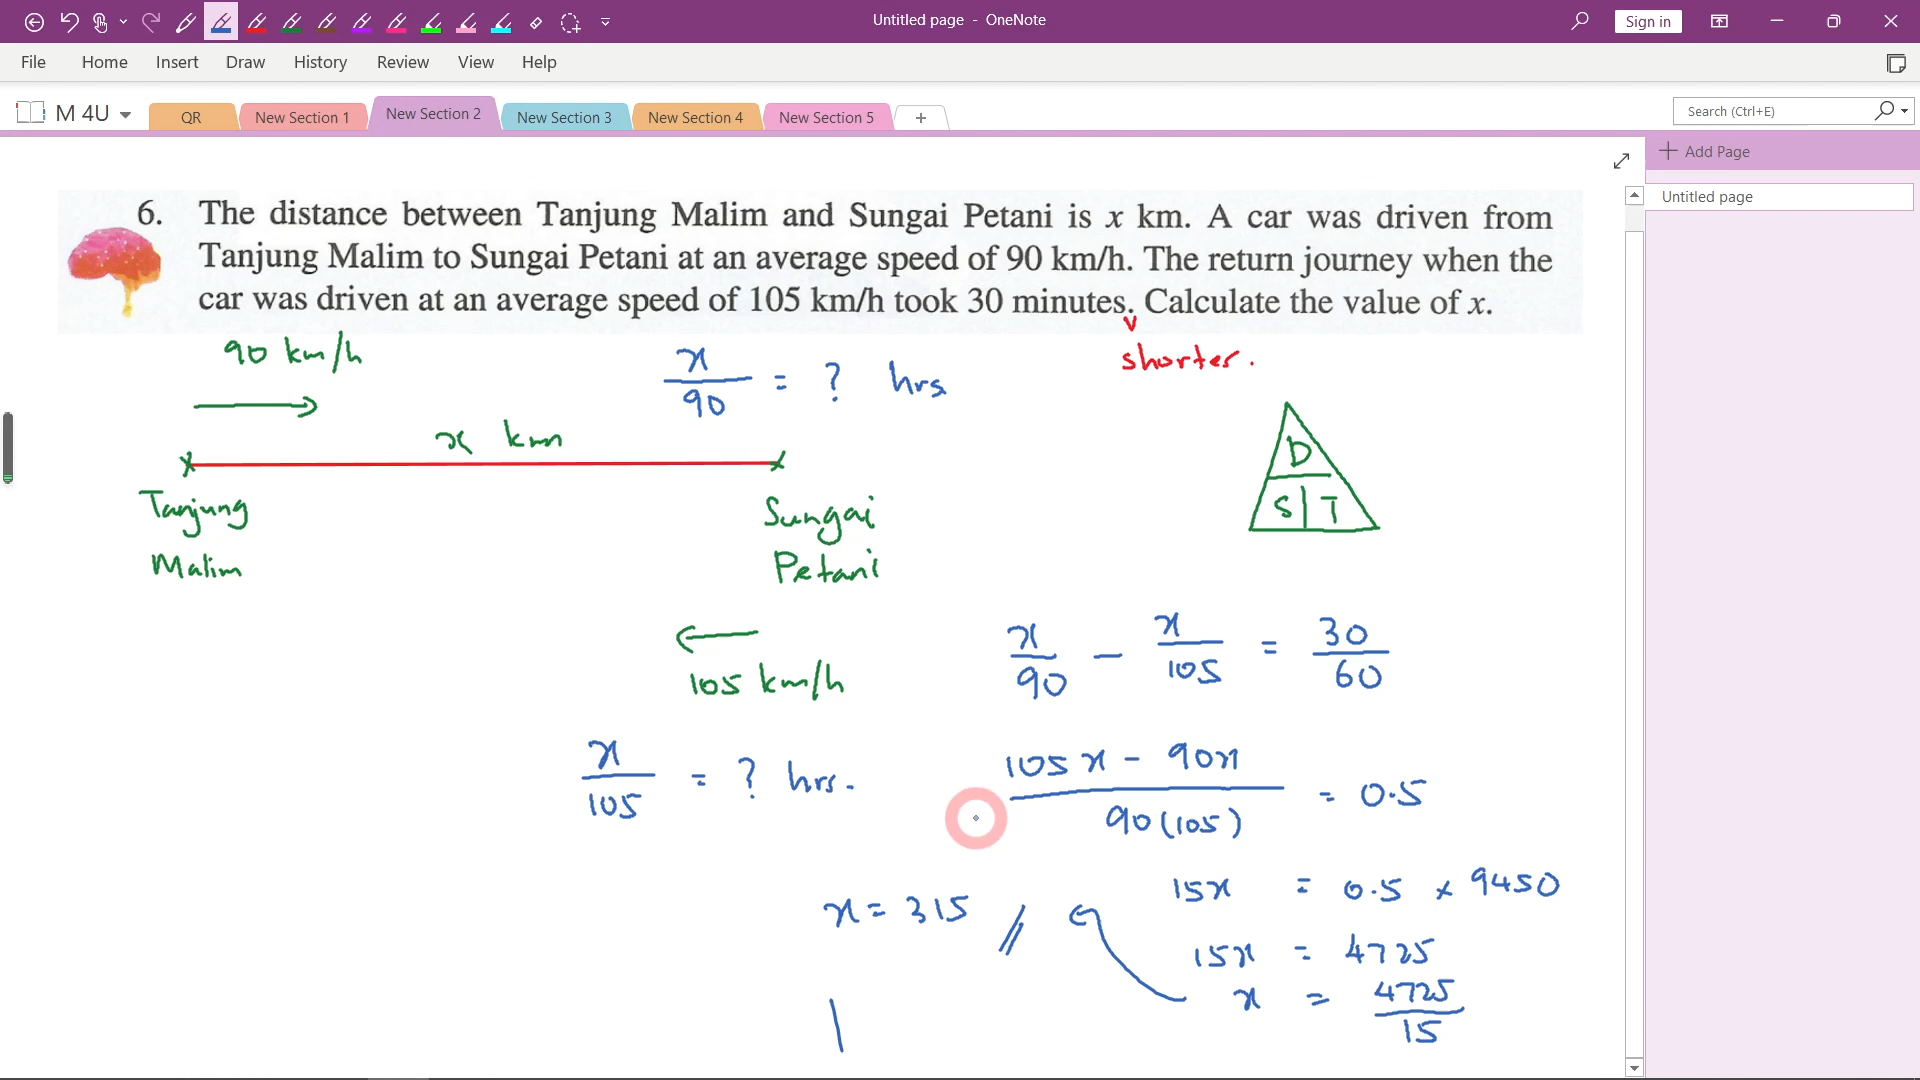 Untitled page - OneNote
Sign in
File Home Insert Draw History Review View Help
M 4U
QR
New Section 1
New Section 2
New Section 3
New Section 4
New Section 5
+
Search (Ctrl+E)
Add Page
Untitled page
6. The distance between Tanjung Malim and Sungai Petani is x km. A car was driven from
Tanjung Malim to Sungai Petani at an average speed of 90 km/h. The return journey when the
car was driven at an average speed of 105 km/h took 30 minutes. Calculate the value of x.
v
shorter.
90 km/h
x/90 = ? hrs
x km
Tanjung
Malim
Sungai
Petani
D
S T
105 km/h
x/105 = ? hrs.
x/90 - x/105 = 30/60
105x - 90x
90(105)
= 0.5
15x = 0.5 x 9450
15x = 4725
x = 4725/15
x = 315 //